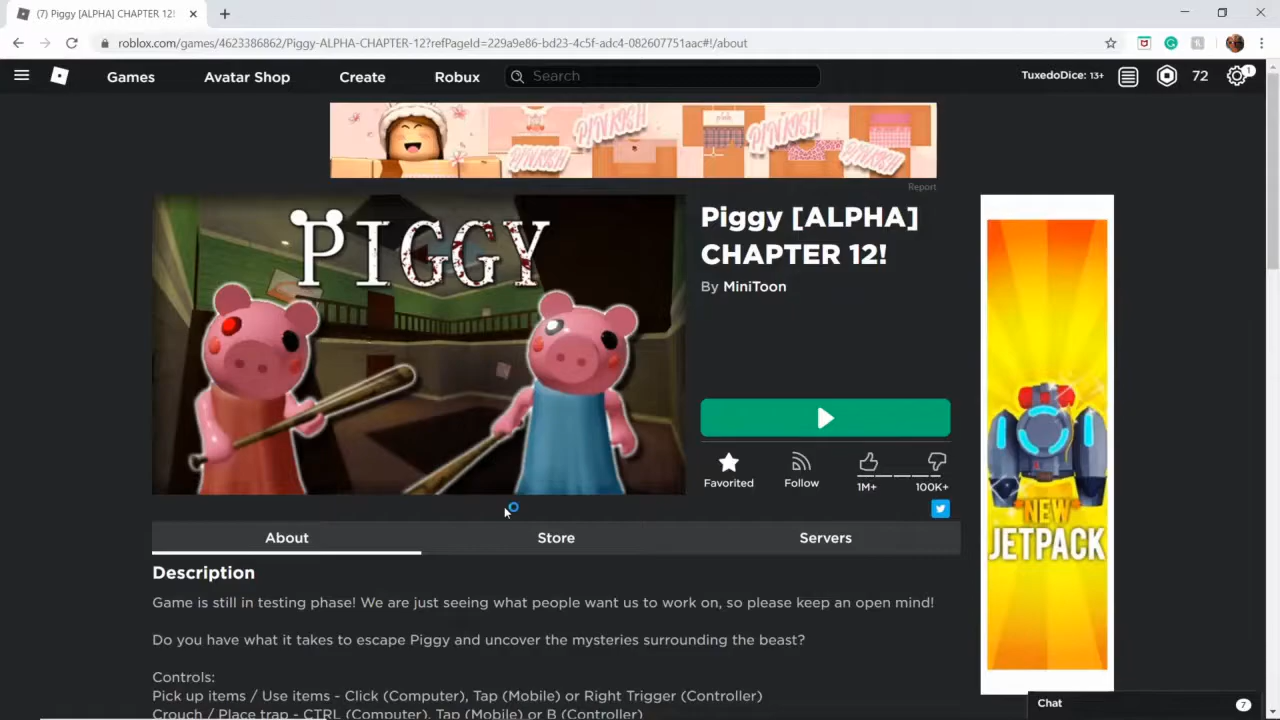 (7) Piggy [ALPHA] CHAPTER 12!
roblox.com/games/4623386862/Piggy-ALPHA-CHAPTER-12?refPageId=229a9e86-bd23-4c5f-adc4-082607751aac#!/about
Games Avatar Shop Create Robux Search TuxedoDice: 13+ 72 1
PINKISH PINKISH PINKISH PINKISH
Report
PIGGY
Piggy [ALPHA]
CHAPTER 12!
By MiniToon
Favorited Follow 1M+ 100K+
About Store Servers
Description
Game is still in testing phase! We are just seeing what people want us to work on, so please keep an open mind!
Do you have what it takes to escape Piggy and uncover the mysteries surrounding the beast?
Controls:
Pick up items / Use items - Click (Computer), Tap (Mobile) or Right Trigger (Controller)
Crouch / Place trap - CTRL (Computer), Tap (Mobile) or B (Controller)
NEW
JETPACK
Chat 7